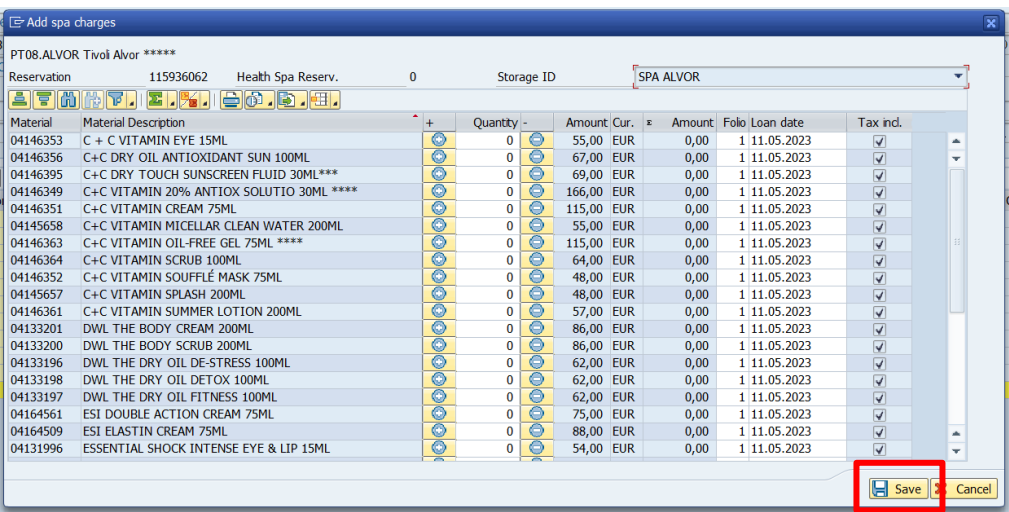 Add spa charges
PT08.ALVOR Tivoli Alvor *****
Reservation 115936062 Health Spa Reserv. 0 Storage ID SPA ALVOR
Material Material Description + Quantity - Amount Cur. Σ Amount Folio Loan date Tax incl.
04146353 C + C VITAMIN EYE 15ML 0 55,00 EUR 0,00 1 11.05.2023
04146356 C+C DRY OIL ANTIOXIDANT SUN 100ML 0 67,00 EUR 0,00 1 11.05.2023
04146395 C+C DRY TOUCH SUNSCREEN FLUID 30ML*** 0 69,00 EUR 0,00 1 11.05.2023
04146349 C+C VITAMIN 20% ANTIOX SOLUTIO 30ML **** 0 166,00 EUR 0,00 1 11.05.2023
04146351 C+C VITAMIN CREAM 75ML 0 115,00 EUR 0,00 1 11.05.2023
04145658 C+C VITAMIN MICELLAR CLEAN WATER 200ML 0 55,00 EUR 0,00 1 11.05.2023
04146363 C+C VITAMIN OIL-FREE GEL 75ML **** 0 115,00 EUR 0,00 1 11.05.2023
04146364 C+C VITAMIN SCRUB 100ML 0 64,00 EUR 0,00 1 11.05.2023
04146352 C+C VITAMIN SOUFFLÉ MASK 75ML 0 48,00 EUR 0,00 1 11.05.2023
04145657 C+C VITAMIN SPLASH 200ML 0 48,00 EUR 0,00 1 11.05.2023
04146361 C+C VITAMIN SUMMER LOTION 200ML 0 57,00 EUR 0,00 1 11.05.2023
04133201 DWL THE BODY CREAM 200ML 0 86,00 EUR 0,00 1 11.05.2023
04133200 DWL THE BODY SCRUB 200ML 0 86,00 EUR 0,00 1 11.05.2023
04133196 DWL THE DRY OIL DE-STRESS 100ML 0 62,00 EUR 0,00 1 11.05.2023
04133198 DWL THE DRY OIL DETOX 100ML 0 62,00 EUR 0,00 1 11.05.2023
04133197 DWL THE DRY OIL FITNESS 100ML 0 62,00 EUR 0,00 1 11.05.2023
04164561 ESI DOUBLE ACTION CREAM 75ML 0 75,00 EUR 0,00 1 11.05.2023
04164509 ESI ELASTIN CREAM 75ML 0 88,00 EUR 0,00 1 11.05.2023
04131996 ESSENTIAL SHOCK INTENSE EYE & LIP 15ML 0 54,00 EUR 0,00 1 11.05.2023
Save Cancel